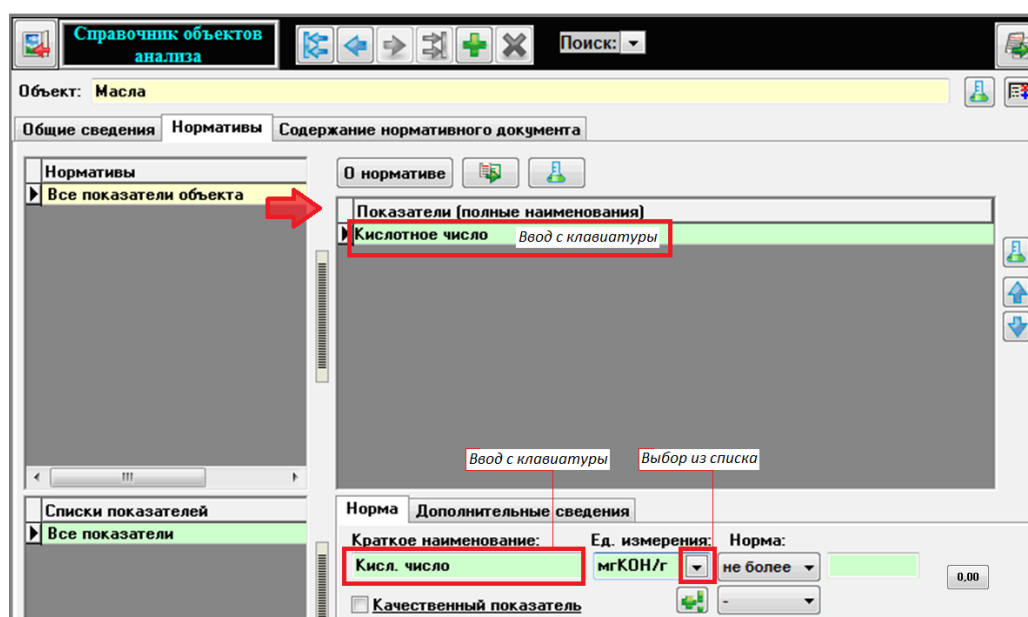 Справочник объектов
анализа
Поиск:
Объект: Масла
Общие сведения Нормативы Содержание нормативного документа
Нормативы
Все показатели объекта
О нормативе
Показатели (полные наименования)
Кислотное число Ввод с клавиатуры
Ввод с клавиатуры Выбор из списка
Списки показателей
Все показатели
Норма Дополнительные сведения
Краткое наименование: Ед. измерения: Норма:
Кисл. число мгКОН/г не более
0,00
Качественный показатель -